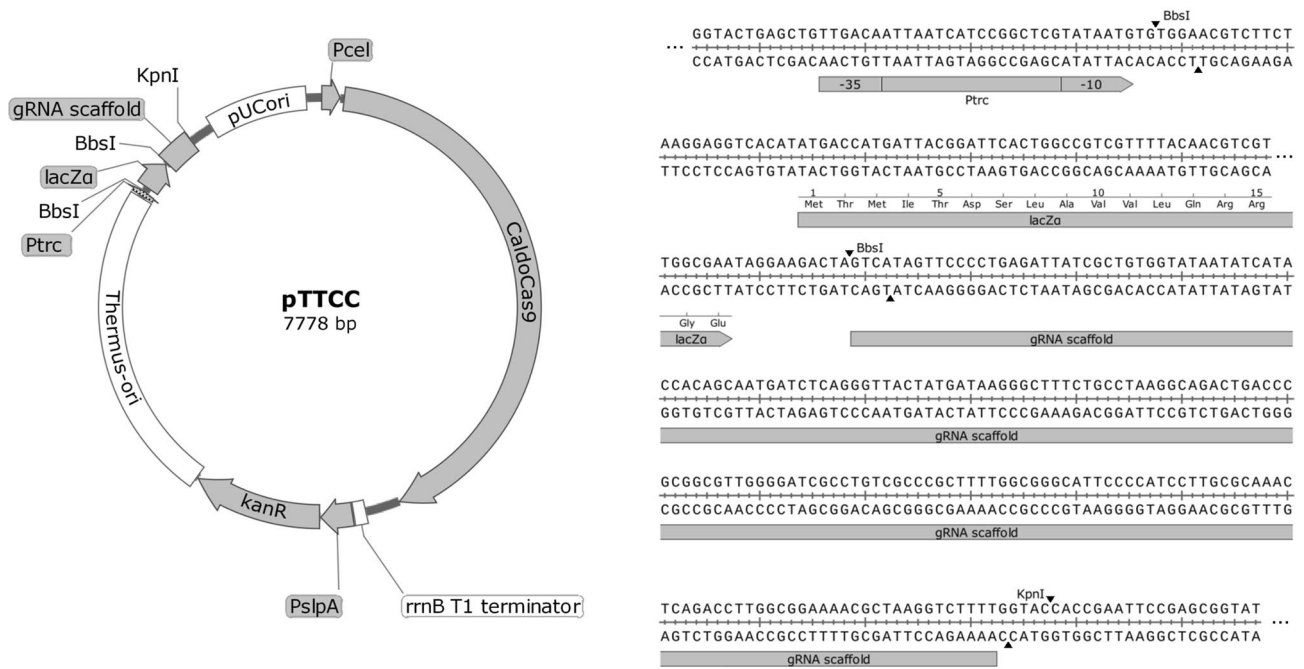 Pcel
KpnI
gRNA scaffold
pUCori
BbsI
lacZα
BbsI
Ptrc
CaldoCas9
Thermus-ori
pTTCC
7778 bp
kanR
PslpA
rrnB T1 terminator
BbsI
GGTACTGAGCTGTTGACAATTAATCATCCGGCTCGTATAATGTGTGGAACGTCTTCT
...
CCATGACTCGACAACTGTTAATTAGTAGGCCGAGCATATTACACACCTTGCAGAAGA
-35 -10
Ptrc
AAGGAGGTCACATATGACCATGATTACGGATTCACTGGCCGTCGTTTTACAACGTCGT
...
TTCCTCCAGTGTATACTGGTACTAATGCCTAAGTGACCGGCAGCAAAATGTTGCAGCA
1 5 10 15
Met Thr Met Ile Thr Asp Ser Leu Ala Val Val Leu Gln Arg Arg
lacZα
BbsI
TGGCGAATAGGAAGACTAGTCATAGTTCCCCTGAGATTATCGCTGTGGTATAATATCATA
ACCGCTTATCCTTCTGATCAGTATCAAGGGGACTCTAATAGCGACACCATATTATAGTAT
Gly Glu
lacZα gRNA scaffold
CCACAGCAATGATCTCAGGGTTACTATGATAAGGGCTTTCTGCCTAAGGCAGACTGACCC
GGTGTCGTTACTAGAGTCCCAATGATACTATTCCCGAAAGACGGATTCCGTCTGACTGGG
gRNA scaffold
GCGGCGTTGGGGATCGCCTGTCGCCCGCTTTTGGCGGGCATTCCCCATCCTTGCGCAAAC
CGCCGCAACCCCTAGCGGACAGCGGGCGAAAACCGCCCGTAAGGGGTAGGAACGCGTTTG
gRNA scaffold
KpnI
TCAGACCTTGGCGGAAAACGCTAAGGTCTTTTGGTACCACCGAATTCCGAGCGGTAT
...
AGTCTGGAACCGCCTTTTGCGATTCCAGAAAACCATGGTGGCTTAAGGCTCGCCATA
gRNA scaffold